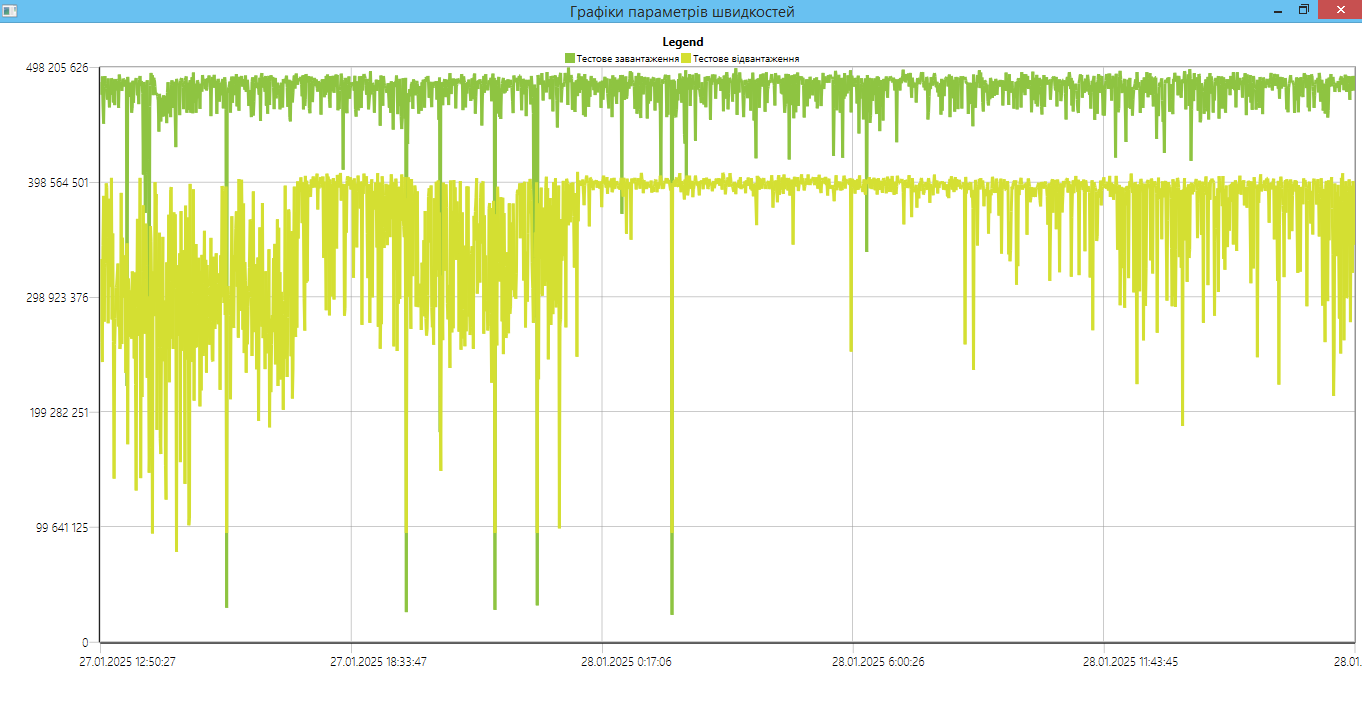 Графіки параметрів швидкостей
Legend
Тестове завантаження Тестове відвантаження
498 205 626
398 564 501
298 923 376
199 282 251
99 641 125
0
27.01.2025 12:50:27 27.01.2025 18:33:47 28.01.2025 0:17:06 28.01.2025 6:00:26 28.01.2025 11:43:45 28.01.